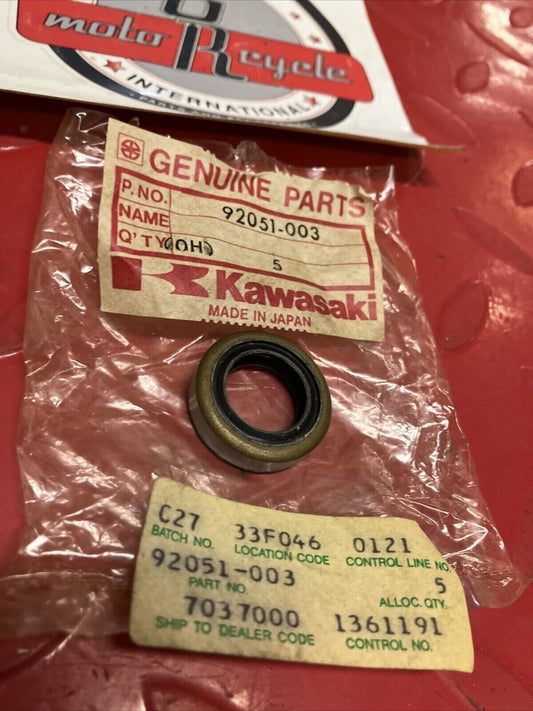 moto R cycle
INTERNATIONAL
GENUINE PARTS
P.NO. 92051-003
NAME
Q'TY (OH) 5
Kawasaki
MADE IN JAPAN
C27 33F046 0121
BATCH NO. LOCATION CODE CONTROL LINE NO.
92051-003 5
PART NO. ALLOC. QTY.
7037000 1361191
SHIP TO DEALER CODE CONTROL NO.